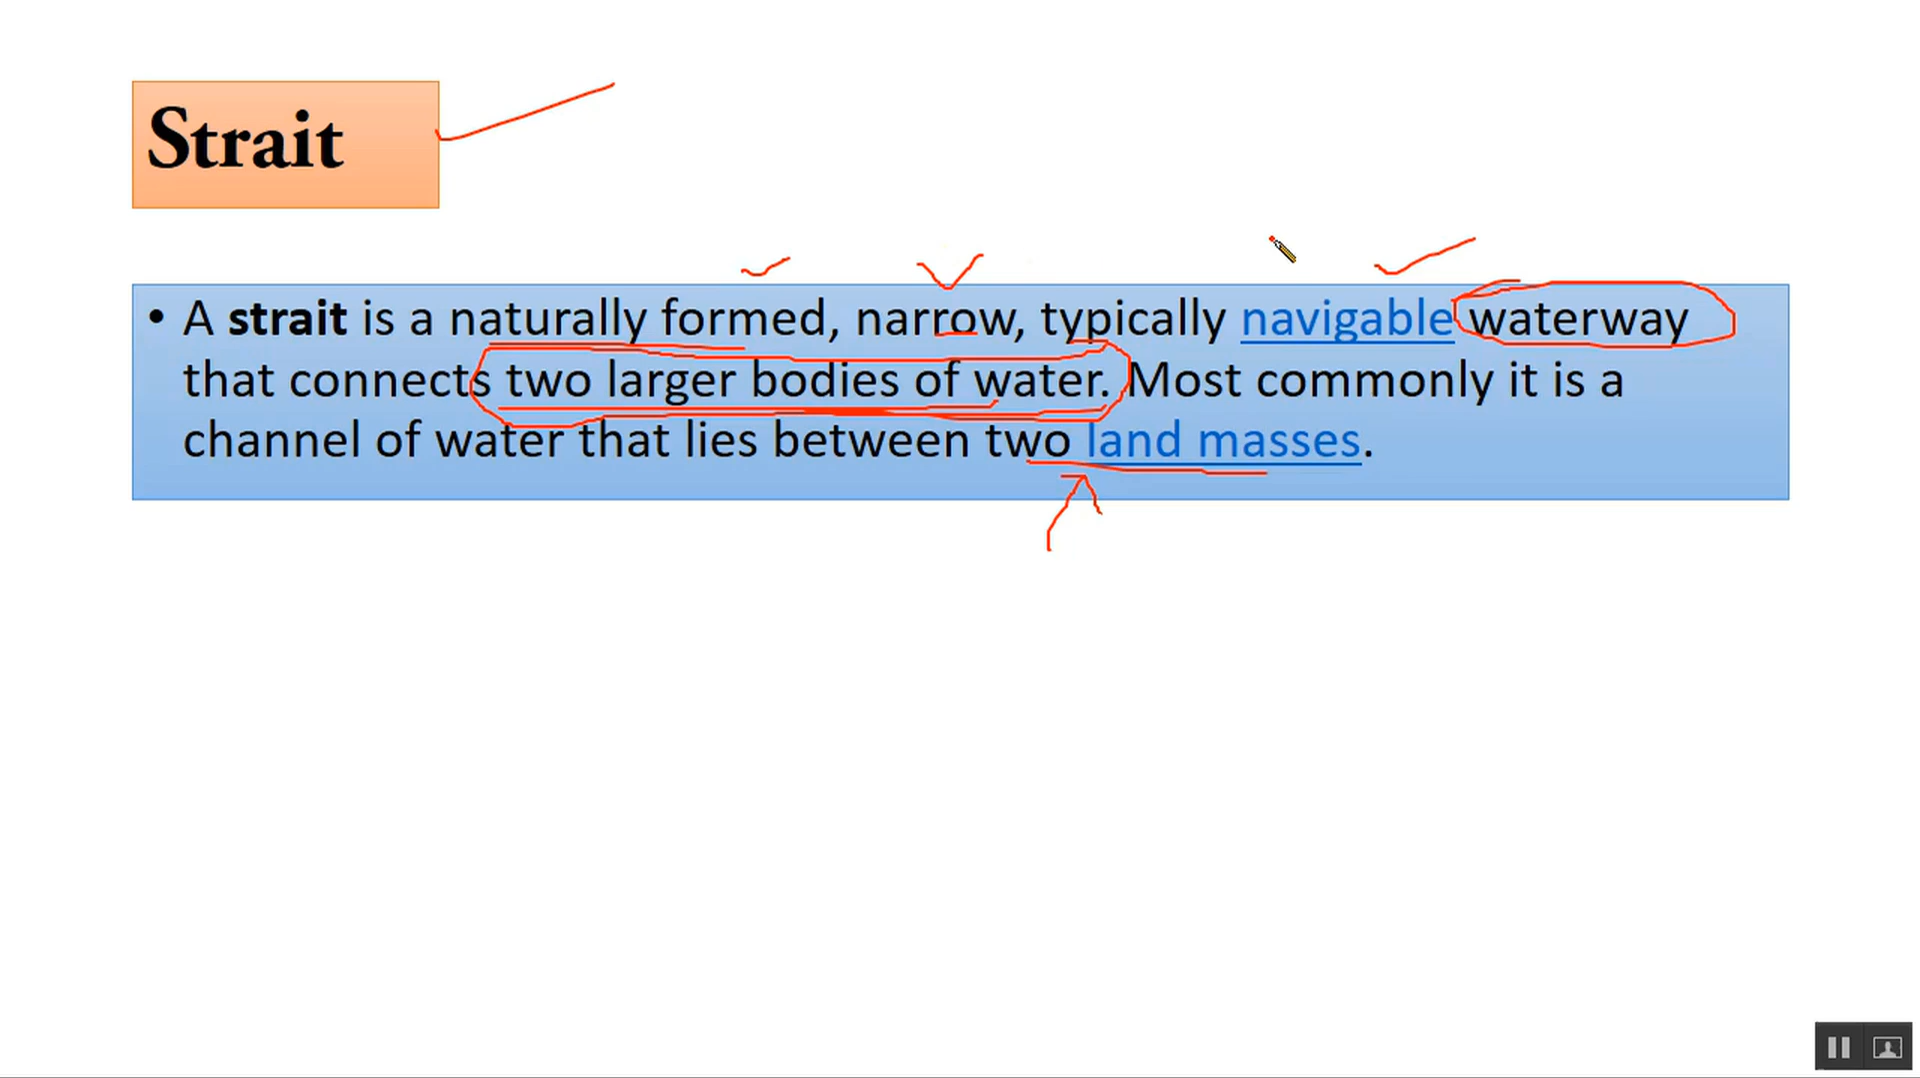 Strait
• A strait is a naturally formed, narrow, typically navigable waterway
that connects two larger bodies of water. Most commonly it is a
channel of water that lies between two land masses.